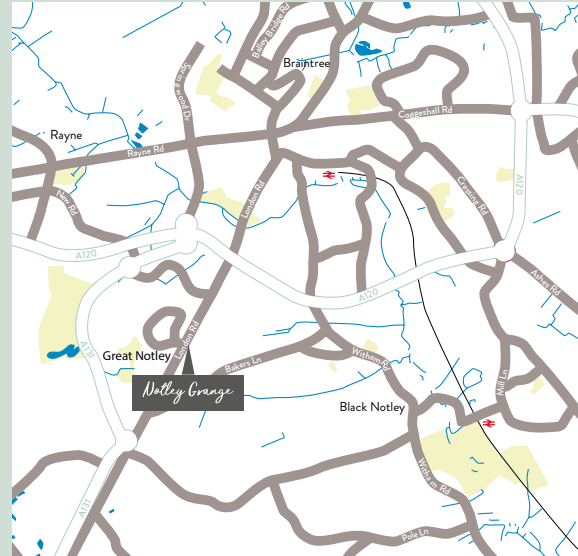 Bailey Bridge Rd
Braintree
Springwood Dr
Coggeshall Rd
Rayne
Rayne Rd
A120
New Rd
London Rd
Cressing Rd
A120
A120
Ashes Rd
A131
London Rd
Great Notley
Bakers Ln
Witham Rd
Mill Ln
Notley Grange
Black Notley
Witham Rd
A131
Pole Ln